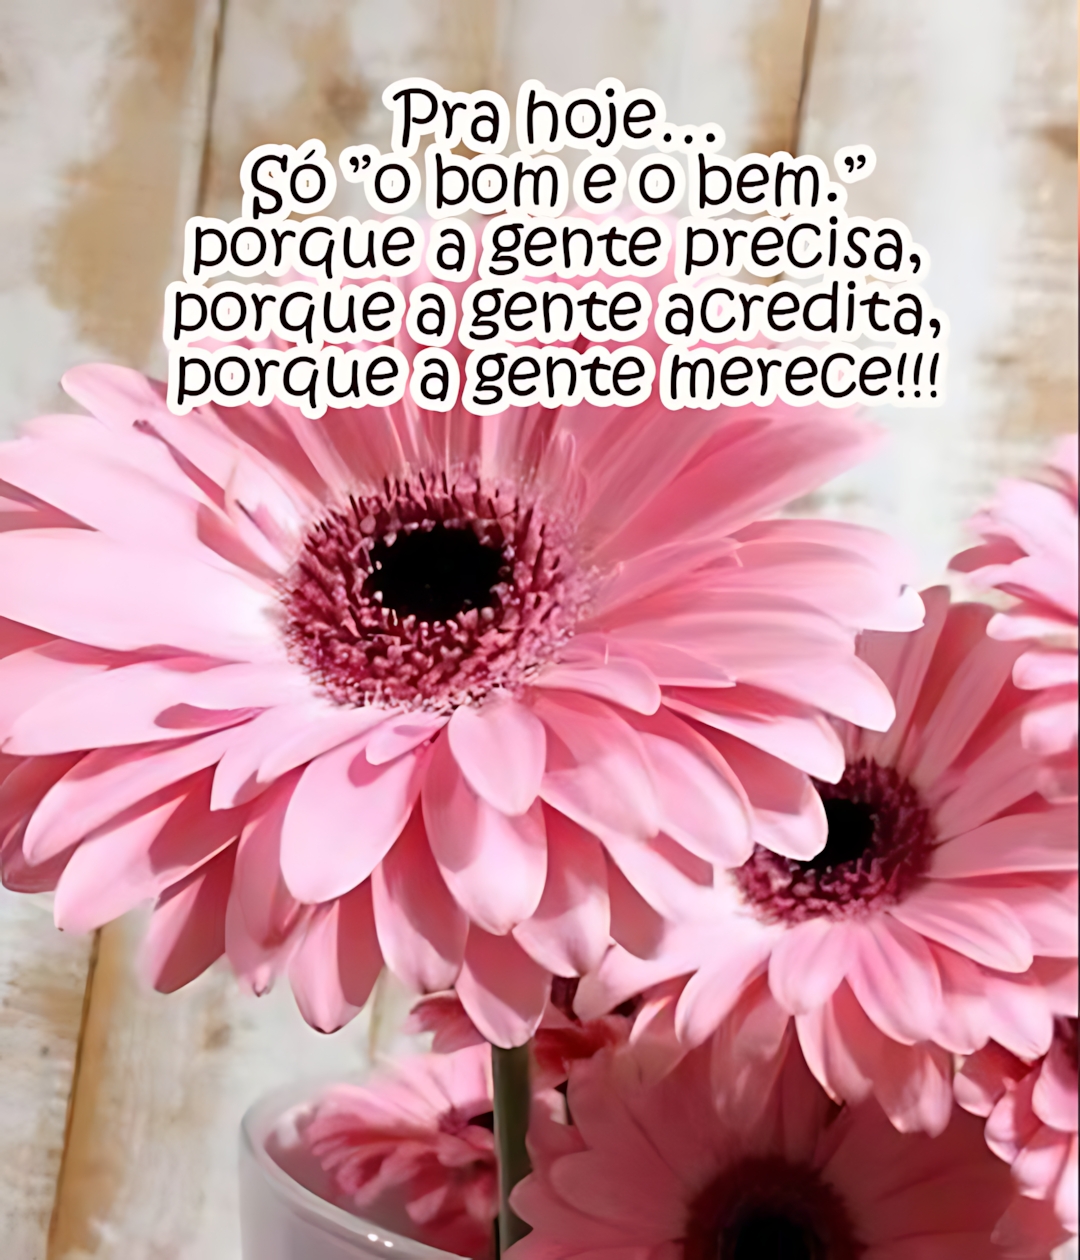 Pra hoje...
Só "o bom e o bem."
porque a gente precisa,
porque a gente acredita,
porque a gente merece!!!